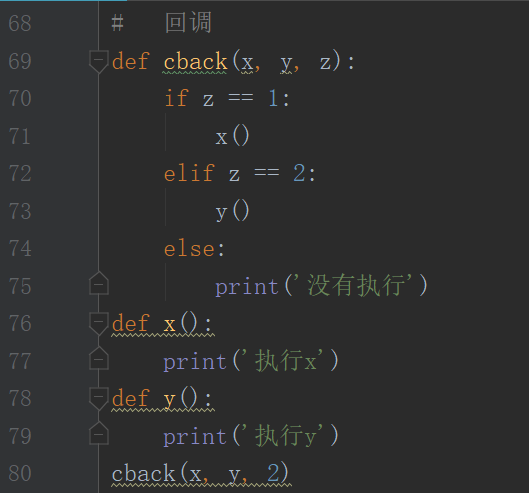 68 #   回调
69 def cback(x, y, z):
70     if z == 1:
71         x()
72     elif z == 2:
73         y()
74     else:
75         print('没有执行')
76 def x():
77     print('执行x')
78 def y():
79     print('执行y')
80 cback(x, y, 2)